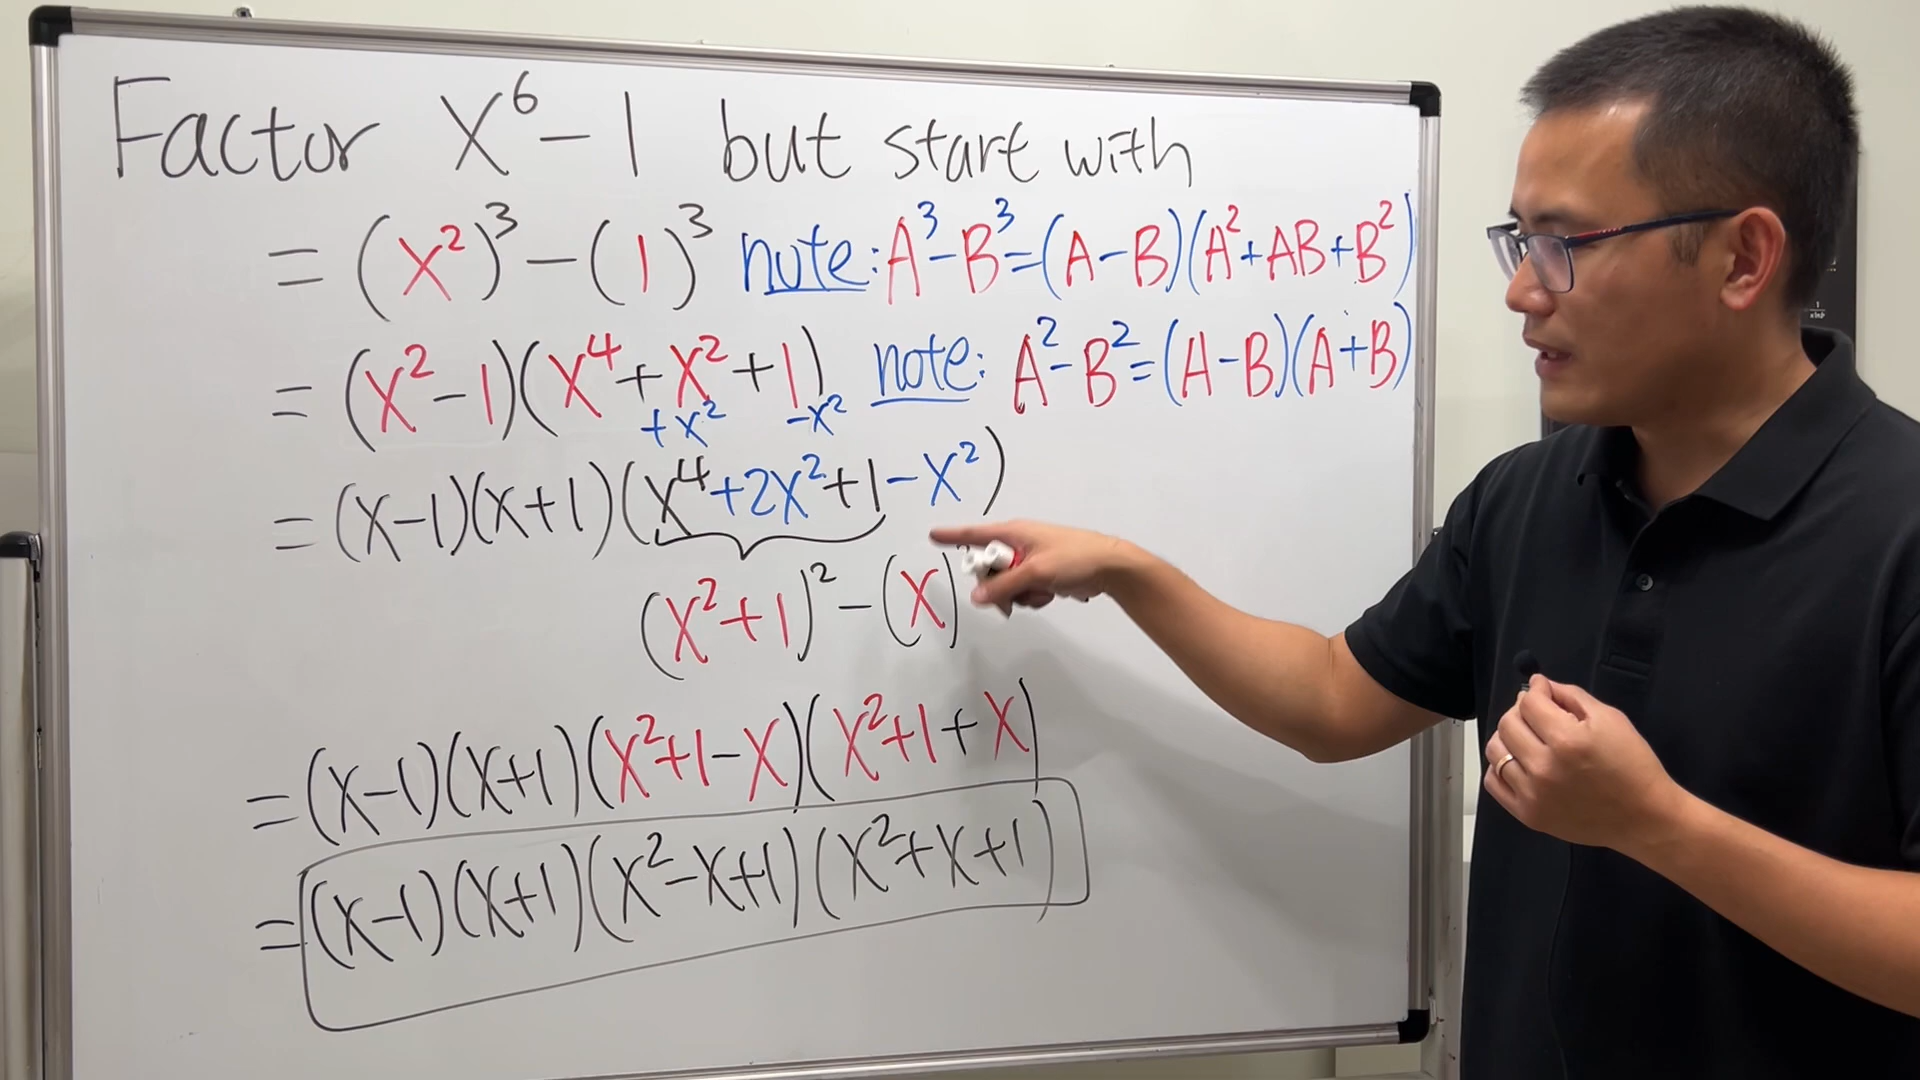 Factor x⁶ - 1 but start with
= (x²)³ - (1)³ note: A³ - B³ = (A - B)(A² + AB + B²)
= (x² - 1)(x⁴ + x² + 1) note: A² - B² = (A - B)(A + B)
+ x² - x²
= (x - 1)(x + 1)(x⁴ + 2x² + 1 - x²)
(x² + 1)² - (x)
= (x - 1)(x + 1)(x² + 1 - x)(x² + 1 + x)
= (x - 1)(x + 1)(x² - x + 1)(x² + x + 1)